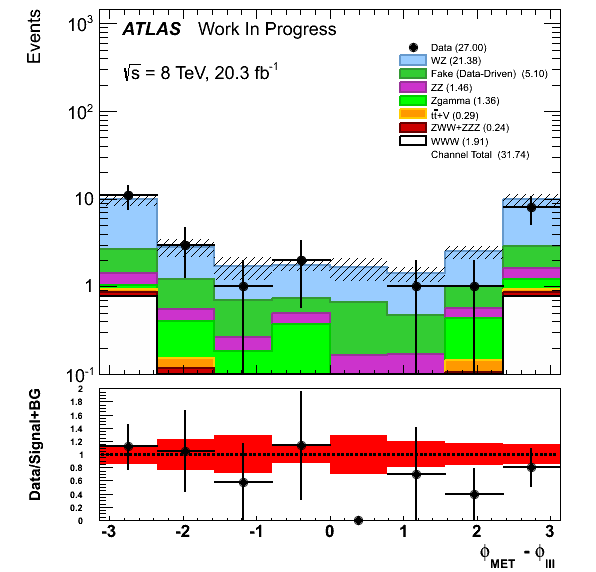 Events
ATLAS Work In Progress
√s = 8 TeV, 20.3 fb-1
Data (27.00)
WZ (21.38)
Fake (Data-Driven) (5.10)
ZZ (1.46)
Zgamma (1.36)
tt̄+V (0.29)
ZWW+ZZZ (0.24)
WWW (1.91)
Channel Total (31.74)
10^3
10^2
10
1
10^-1
Data/Signal+BG
2
1.8
1.6
1.4
1.2
1
0.8
0.6
0.4
0.2
0
-3 -2 -1 0 1 2 3
ϕMET - ϕlll